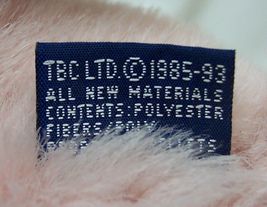 TBC LTD.©1985-93
ALL NEW MATERIALS
CONTENTS: POLYESTER
FIBERS/POLY